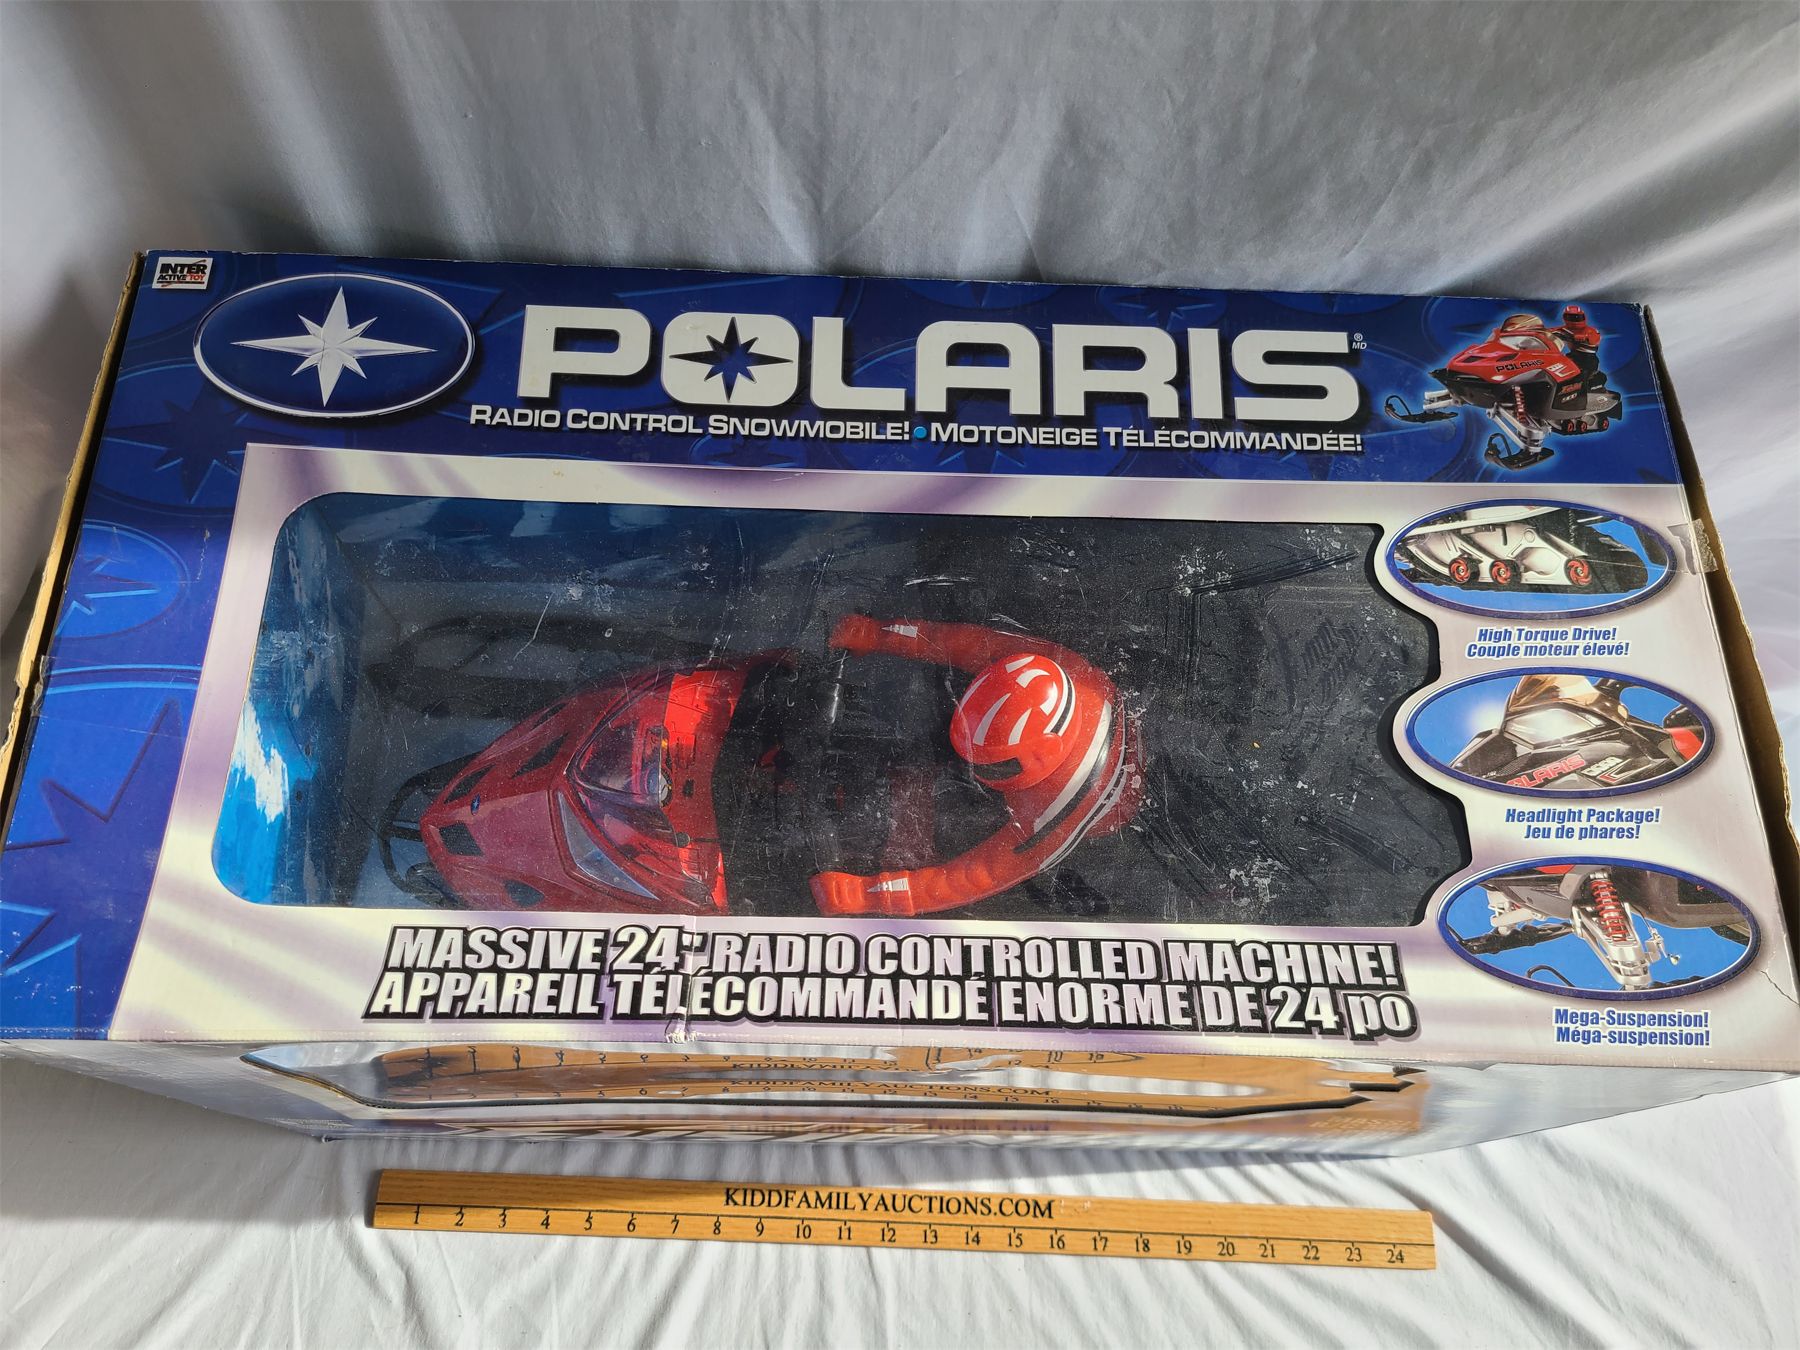 INTER
ACTIVE TOY
POLARIS
® MD
RADIO CONTROL SNOWMOBILE! • MOTONEIGE TÉLÉCOMMANDÉE!
POLARIS
High Torque Drive!
Couple moteur élevé!
POLARIS
Headlight Package!
Jeu de phares!
Mega-Suspension!
Méga-suspension!
MASSIVE 24" RADIO CONTROLLED MACHINE!
APPAREIL TÉLÉCOMMANDÉ ENORME DE 24 po
KIDDFAMILYAUCTIONS.COM
KIDDFAMILYAUCTIONS.COM
1 2 3 4 5 6 7 8 9 10 11 12 13 14 15 16 17 18 19 20 21 22 23 24